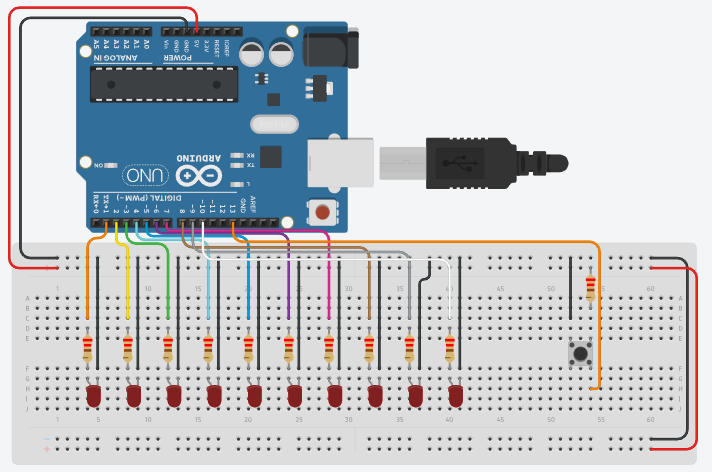 A5 A4 A3 A2 A1 A0 Vin GND GND 5V 3.3V RESET IOREF
ANALOG IN POWER
ON UNO ARDUINO RX
TX
L
DIGITAL (PWM~)
RX←0 TX→1 2 ~3 4 ~5 ~6 7 8 ~9 ~10 ~11 12 13 GND AREF
1 5 10 15 20 25 30 35 40 45 50 55 60
A A
B B
C C
D D
E E
F F
G G
H H
I I
J J
1 5 10 15 20 25 30 35 40 45 50 55 60